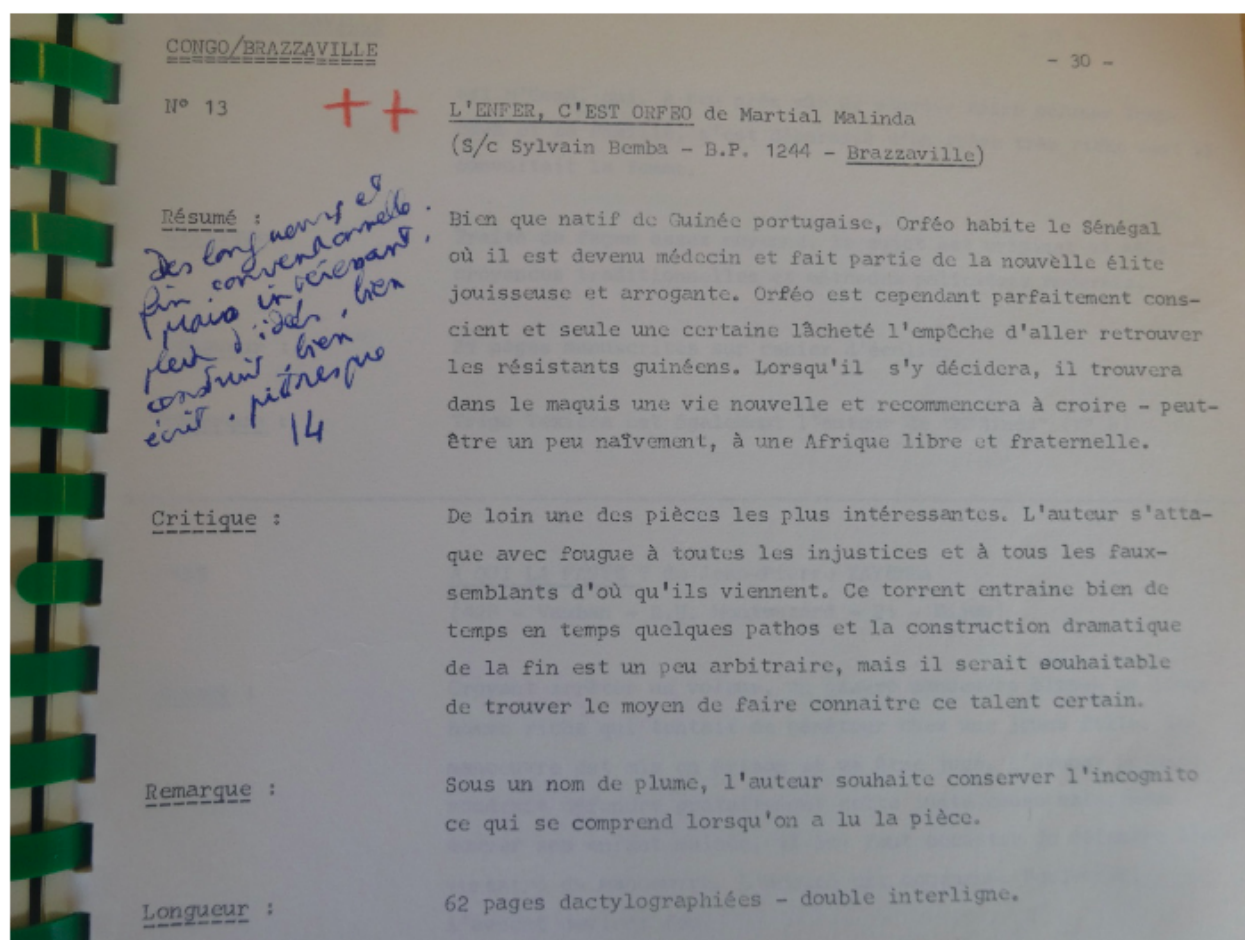 CONGO/BRAZZAVILLE
- 30 -
N° 13
++
L'ENFER, C'EST ORFEO de Martial Malinda
(S/c Sylvain Bemba - B.P. 1244 - Brazzaville)
Résumé :
Des longueurs et
fin conventionnelle.
Mais intéressant,
plein d'idées, bien
construit, bien
écrit. pittoresque
14
Bien que natif de Guinée portugaise, Orféo habite le Sénégal
où il est devenu médecin et fait partie de la nouvelle élite
jouisseuse et arrogante. Orféo est cependant parfaitement cons-
cient et seule une certaine lâcheté l'empêche d'aller retrouver
les résistants guinéens. Lorsqu'il s'y décidera, il trouvera
dans le maquis une vie nouvelle et recommencera à croire - peut-
être un peu naïvement, à une Afrique libre et fraternelle.
Critique :
De loin une des pièces les plus intéressantes. L'auteur s'atta-
que avec fougue à toutes les injustices et à tous les faux-
semblants d'où qu'ils viennent. Ce torrent entraine bien de
temps en temps quelques pathos et la construction dramatique
de la fin est un peu arbitraire, mais il serait souhaitable
de trouver le moyen de faire connaitre ce talent certain.
Remarque :
Sous un nom de plume, l'auteur souhaite conserver l'incognito
ce qui se comprend lorsqu'on a lu la pièce.
Longueur :
62 pages dactylographiées - double interligne.